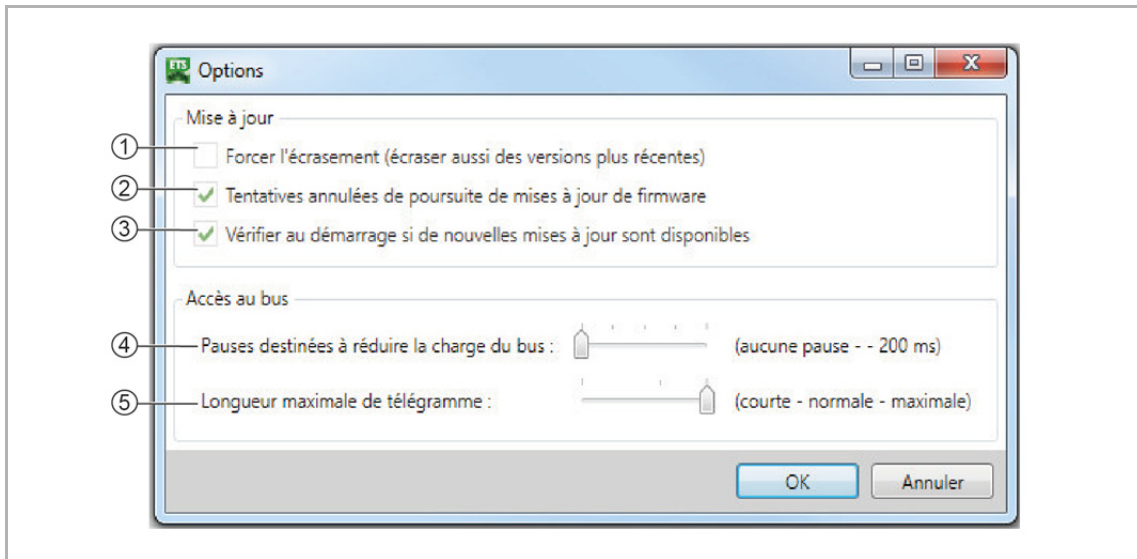 ETS Options
Mise à jour
① Forcer l'écrasement (écraser aussi des versions plus récentes)
② Tentatives annulées de poursuite de mises à jour de firmware
③ Vérifier au démarrage si de nouvelles mises à jour sont disponibles
Accès au bus
④ Pauses destinées à réduire la charge du bus : (aucune pause - - 200 ms)
⑤ Longueur maximale de télégramme : (courte - normale - maximale)
OK Annuler